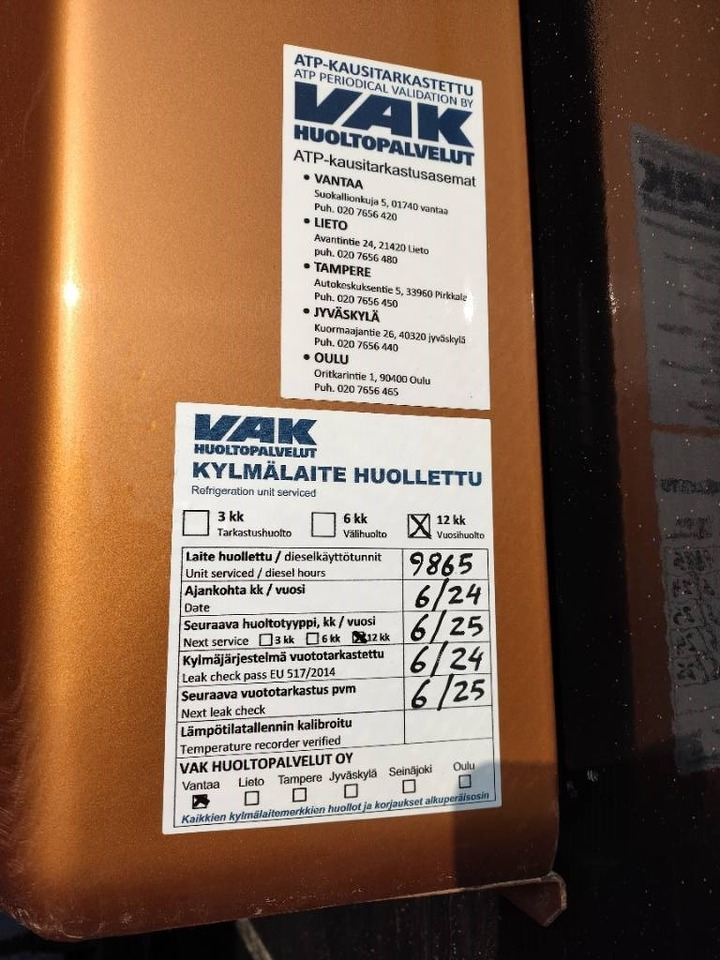 ATP-KAUSITARKASTETTU
ATP PERIODICAL VALIDATION BY
VAK
HUOLTOPALVELUT
ATP-kausitarkastusasemat
• VANTAA
Suokallionkuja 5, 01740 vantaa
Puh. 020 7656 420
• LIETO
Avantintie 24, 21420 Lieto
puh. 020 7656 480
• TAMPERE
Autokeskuksentie 5, 33960 Pirkkala
Puh. 020 7656 450
• JYVÄSKYLÄ
Kuormaajantie 26, 40320 jyväskylä
Puh. 020 7656 440
• OULU
Oritkarintie 1, 90400 Oulu
Puh. 020 7656 465
VAK
HUOLTOPALVELUT
KYLMÄLAITE HUOLLETTU
Refrigeration unit serviced
3 kk 6 kk 12 kk
Tarkastushuolto Välihuolto Vuosihuolto
Laite huollettu / dieselkäyttötunnit
Unit serviced / diesel hours 9865
Ajankohta kk / vuosi
Date 6/24
Seuraava huoltotyyppi, kk / vuosi
Next service 3 kk 6 kk 12 kk 6/25
Kylmäjärjestelmä vuototarkastettu
Leak check pass EU 517/2014 6/24
Seuraava vuototarkastus pvm
Next leak check 6/25
Lämpötilatallennin kalibroitu
Temperature recorder verified
VAK HUOLTOPALVELUT OY
Vantaa Lieto Tampere Jyväskylä Seinäjoki Oulu
Kaikkien kylmälaitemerkkien huollot ja korjaukset alkuperäisosin